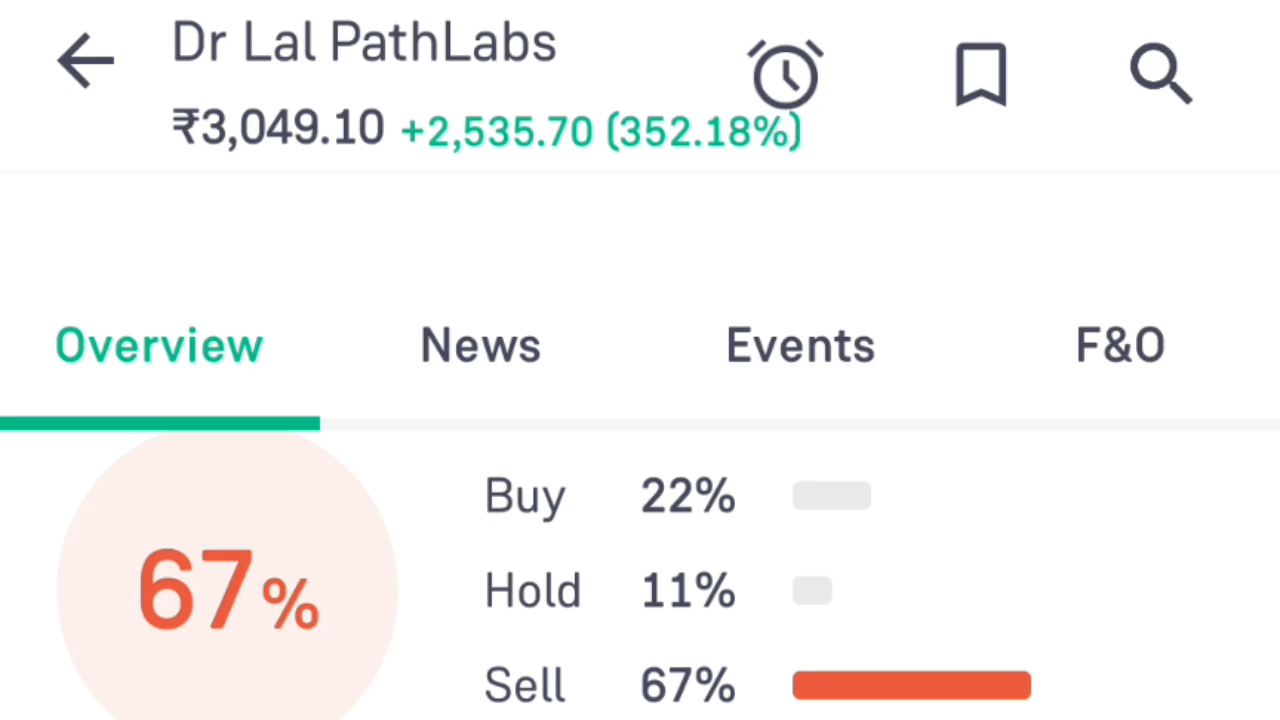 Dr Lal PathLabs
₹3,049.10 +2,535.70 (352.18%)
Overview News Events F&O
67%
Buy 22%
Hold 11%
Sell 67%